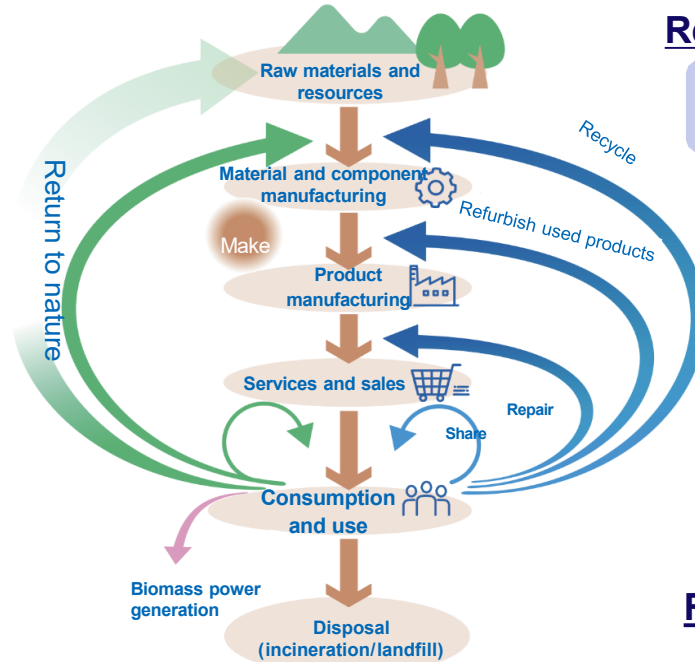 Re
Raw materials and
resources
Recycle
Return to nature
Material and component
manufacturing
Refurbish used products
Make
Product
manufacturing
Services and sales
Repair
Share
Consumption
and use
Biomass power
generation
Disposal
(incineration/landfill)